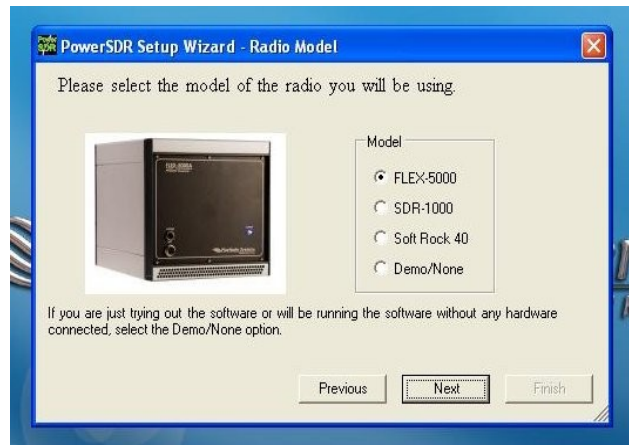 PowerSDR Setup Wizard - Radio Model
Please select the model of the radio you will be using.
Model
FLEX-5000
SDR-1000
Soft Rock 40
Demo/None
If you are just trying out the software or will be running the software without any hardware
connected, select the Demo/None option.
Previous
Next
Finish